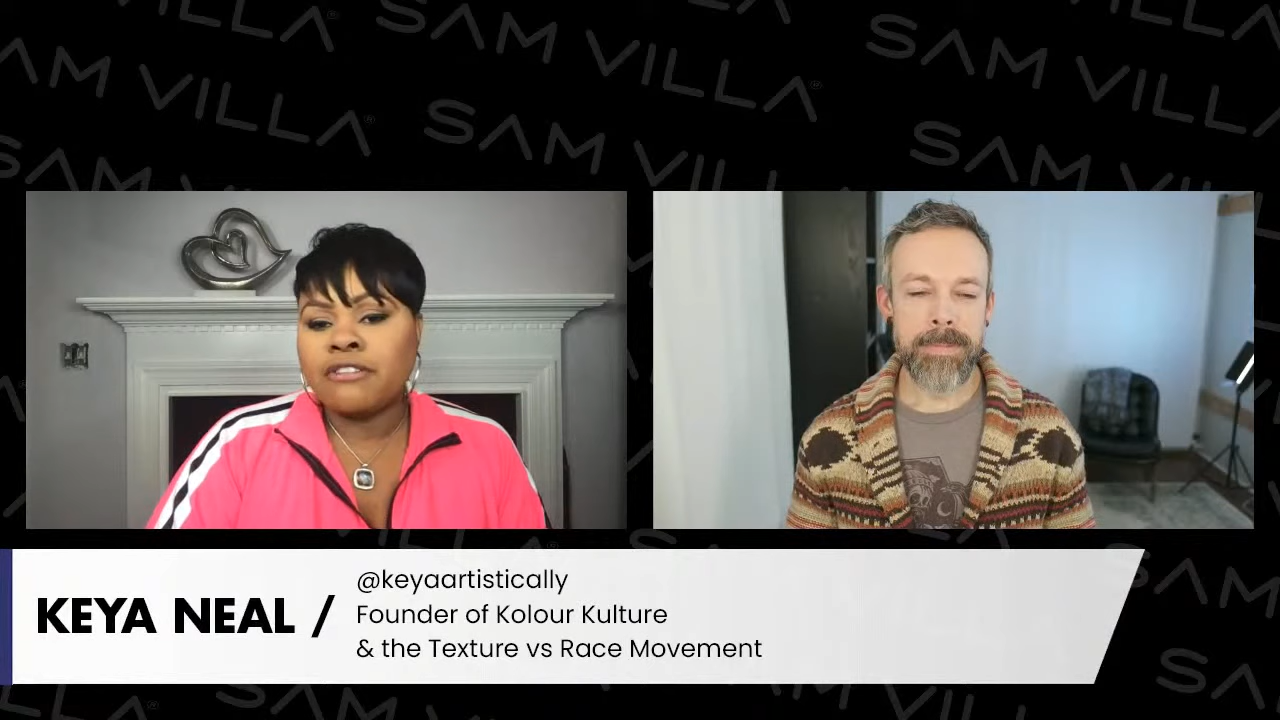 SAM VILLA
KEYA NEAL /
@keyaartistically
Founder of Kolour Kulture
& the Texture vs Race Movement